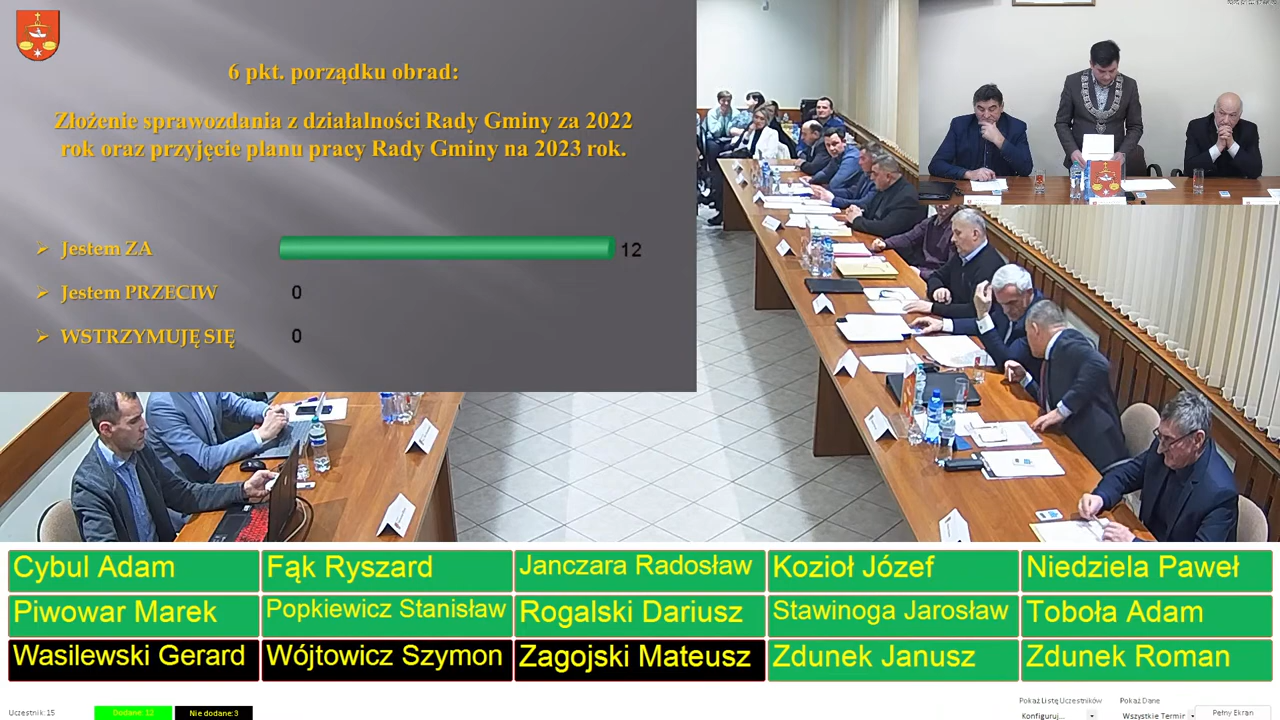 6 pkt. porządku obrad:
Złożenie sprawozdania z działalności Rady Gminy za 2022
rok oraz przyjęcie planu pracy Rady Gminy na 2023 rok.
Jestem ZA 12
Jestem PRZECIW 0
WSTRZYMUJĘ SIĘ 0
Cybul Adam Fąk Ryszard Janczara Radosław Kozioł Józef Niedziela Paweł
Piwowar Marek Popkiewicz Stanisław Rogalski Dariusz Stawinoga Jarosław Toboła Adam
Wasilewski Gerard Wójtowicz Szymon Zagojski Mateusz Zdunek Janusz Zdunek Roman
Pokaż Listę Uczestników Pokaż Dane
Uczestnik: 15 Dodane: 12 Nie dodane: 3 Konfiguruj... Wszystkie Termir Pełny Ekran